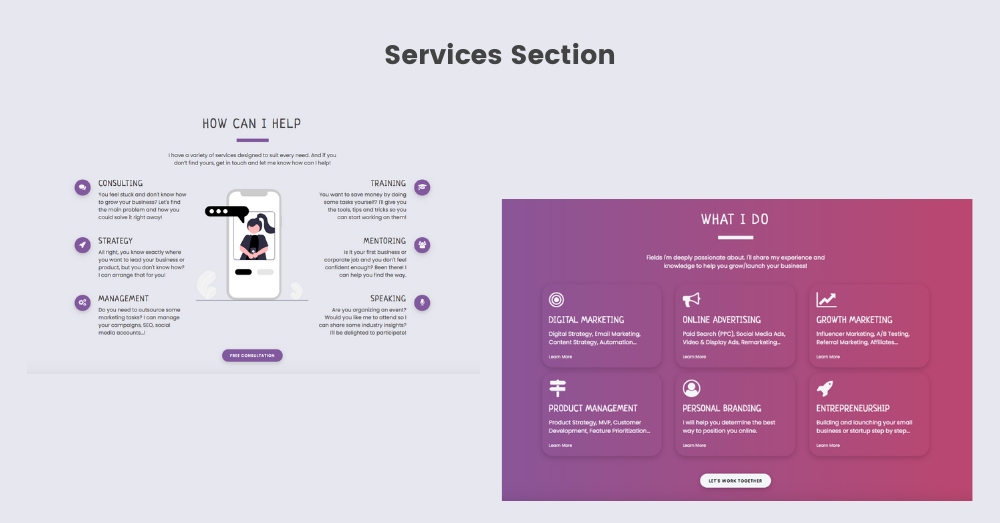 Services Section
HOW CAN I HELP
I have a variety of services designed to suit every need. And if you
don't find yours, get in touch and let me know how can I help!
CONSULTING
You feel stuck and don't know how
to grow your business? Let's find
the main problem and how you
could solve it right away!
STRATEGY
All right, you know exactly where
you want to lead your business or
product, but you don't know how?
I can arrange that for you!
MANAGEMENT
Do you need to outsource some
marketing tasks? I can manage
your campaigns, SEO, social
media accounts...!
TRAINING
You want to save money by doing
some tasks yourself? I'll give you
the tools, tips and tricks so you
can start working on them!
MENTORING
Is it your first business or
corporate job and you don't feel
confident enough? Been there! I
can help you find the way.
SPEAKING
Are you organizing an event?
Would you like me to attend so I
can share some industry insights?
I'll be delighted to participate!
FREE CONSULTATION
WHAT I DO
Fields I'm deeply passionate about. I'll share my experience and
knowledge to help you grow/launch your business!
DIGITAL MARKETING
Digital Strategy, Email Marketing,
Content Strategy, Automation...
Learn More
ONLINE ADVERTISING
Paid Search (PPC), Social Media Ads,
Video & Display Ads, Remarketing...
Learn More
GROWTH MARKETING
Influencer Marketing, A/B Testing,
Referral Marketing, Affiliates...
Learn More
PRODUCT MANAGEMENT
Product Strategy, MVP, Customer
Development, Feature Prioritization...
Learn More
PERSONAL BRANDING
I will help you determine the best
way to position you online.
Learn More
ENTREPRENEURSHIP
Building and launching your small
business or startup step by step...
Learn More
LET'S WORK TOGETHER